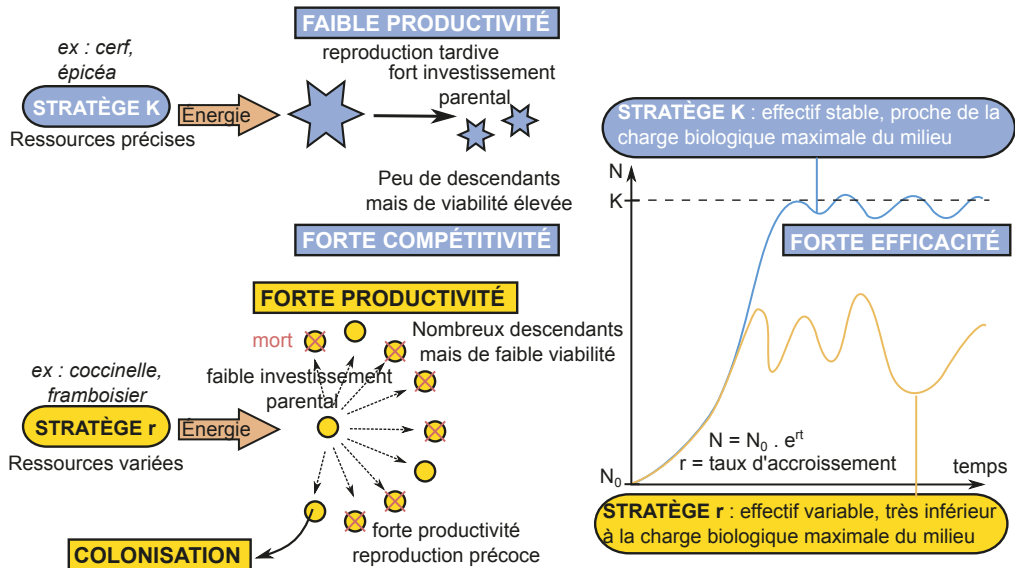 FAIBLE PRODUCTIVITÉ
ex : cerf,
épicéa
reproduction tardive
fort investissement
parental
STRATÈGE K
Énergie
Ressources précises
Peu de descendants
mais de viabilité élevée
FORTE COMPÉTITIVITÉ
FORTE PRODUCTIVITÉ
mort
Nombreux descendants
mais de faible viabilité
faible investissement
parental
ex : coccinelle,
framboisier
STRATÈGE r
Énergie
Ressources variées
forte productivité
reproduction précoce
COLONISATION
STRATÈGE K : effectif stable, proche de la
charge biologique maximale du milieu
N
K
FORTE EFFICACITÉ
N = N₀ . e^rt
r = taux d'accroissement
temps
N₀
STRATÈGE r : effectif variable, très inférieur
à la charge biologique maximale du milieu